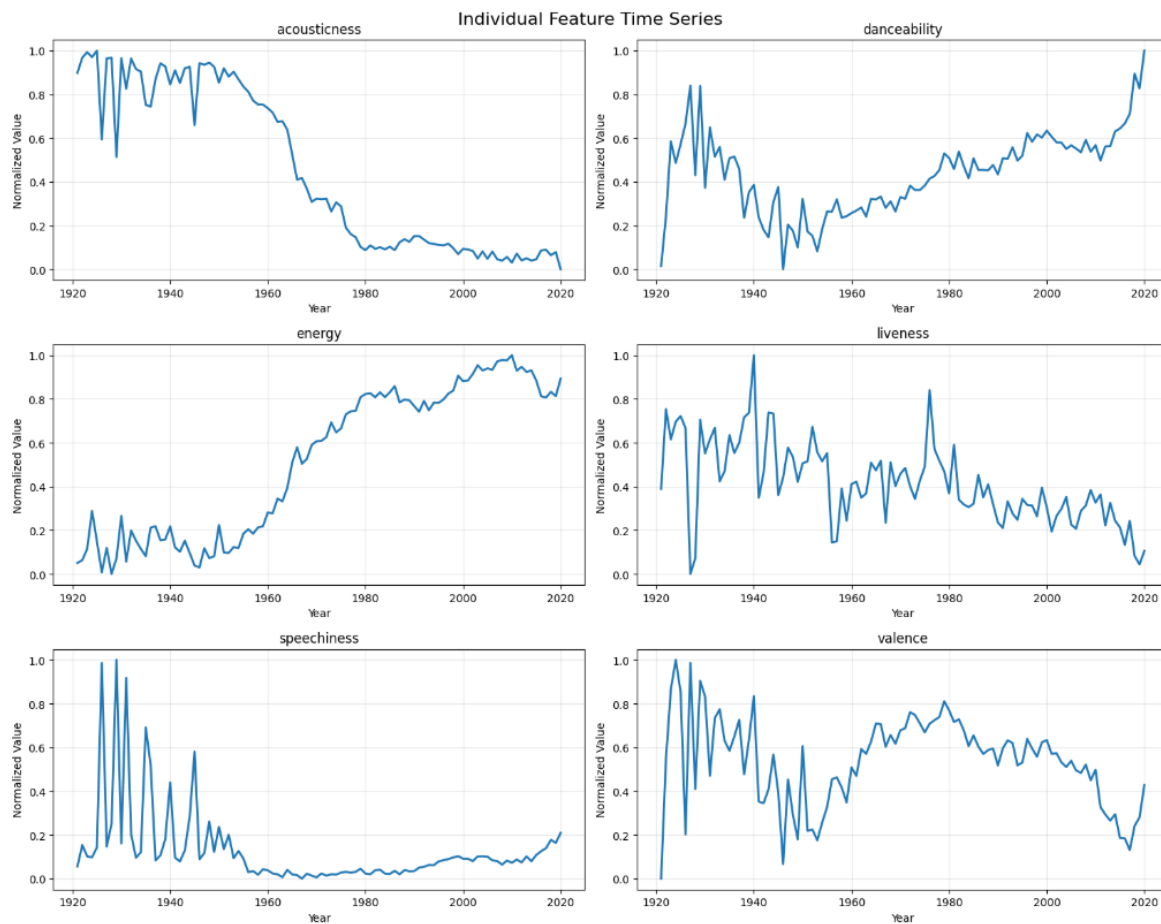 Individual Feature Time Series
acousticness
danceability
Normalized Value
1.0
0.8
0.6
0.4
0.2
0.0
1920 1940 1960 1980 2000 2020
Year
Normalized Value
1.0
0.8
0.6
0.4
0.2
0.0
1920 1940 1960 1980 2000 2020
Year
energy
liveness
Normalized Value
1.0
0.8
0.6
0.4
0.2
0.0
1920 1940 1960 1980 2000 2020
Year
Normalized Value
1.0
0.8
0.6
0.4
0.2
0.0
1920 1940 1960 1980 2000 2020
Year
speechiness
valence
Normalized Value
1.0
0.8
0.6
0.4
0.2
0.0
1920 1940 1960 1980 2000 2020
Year
Normalized Value
1.0
0.8
0.6
0.4
0.2
0.0
1920 1940 1960 1980 2000 2020
Year